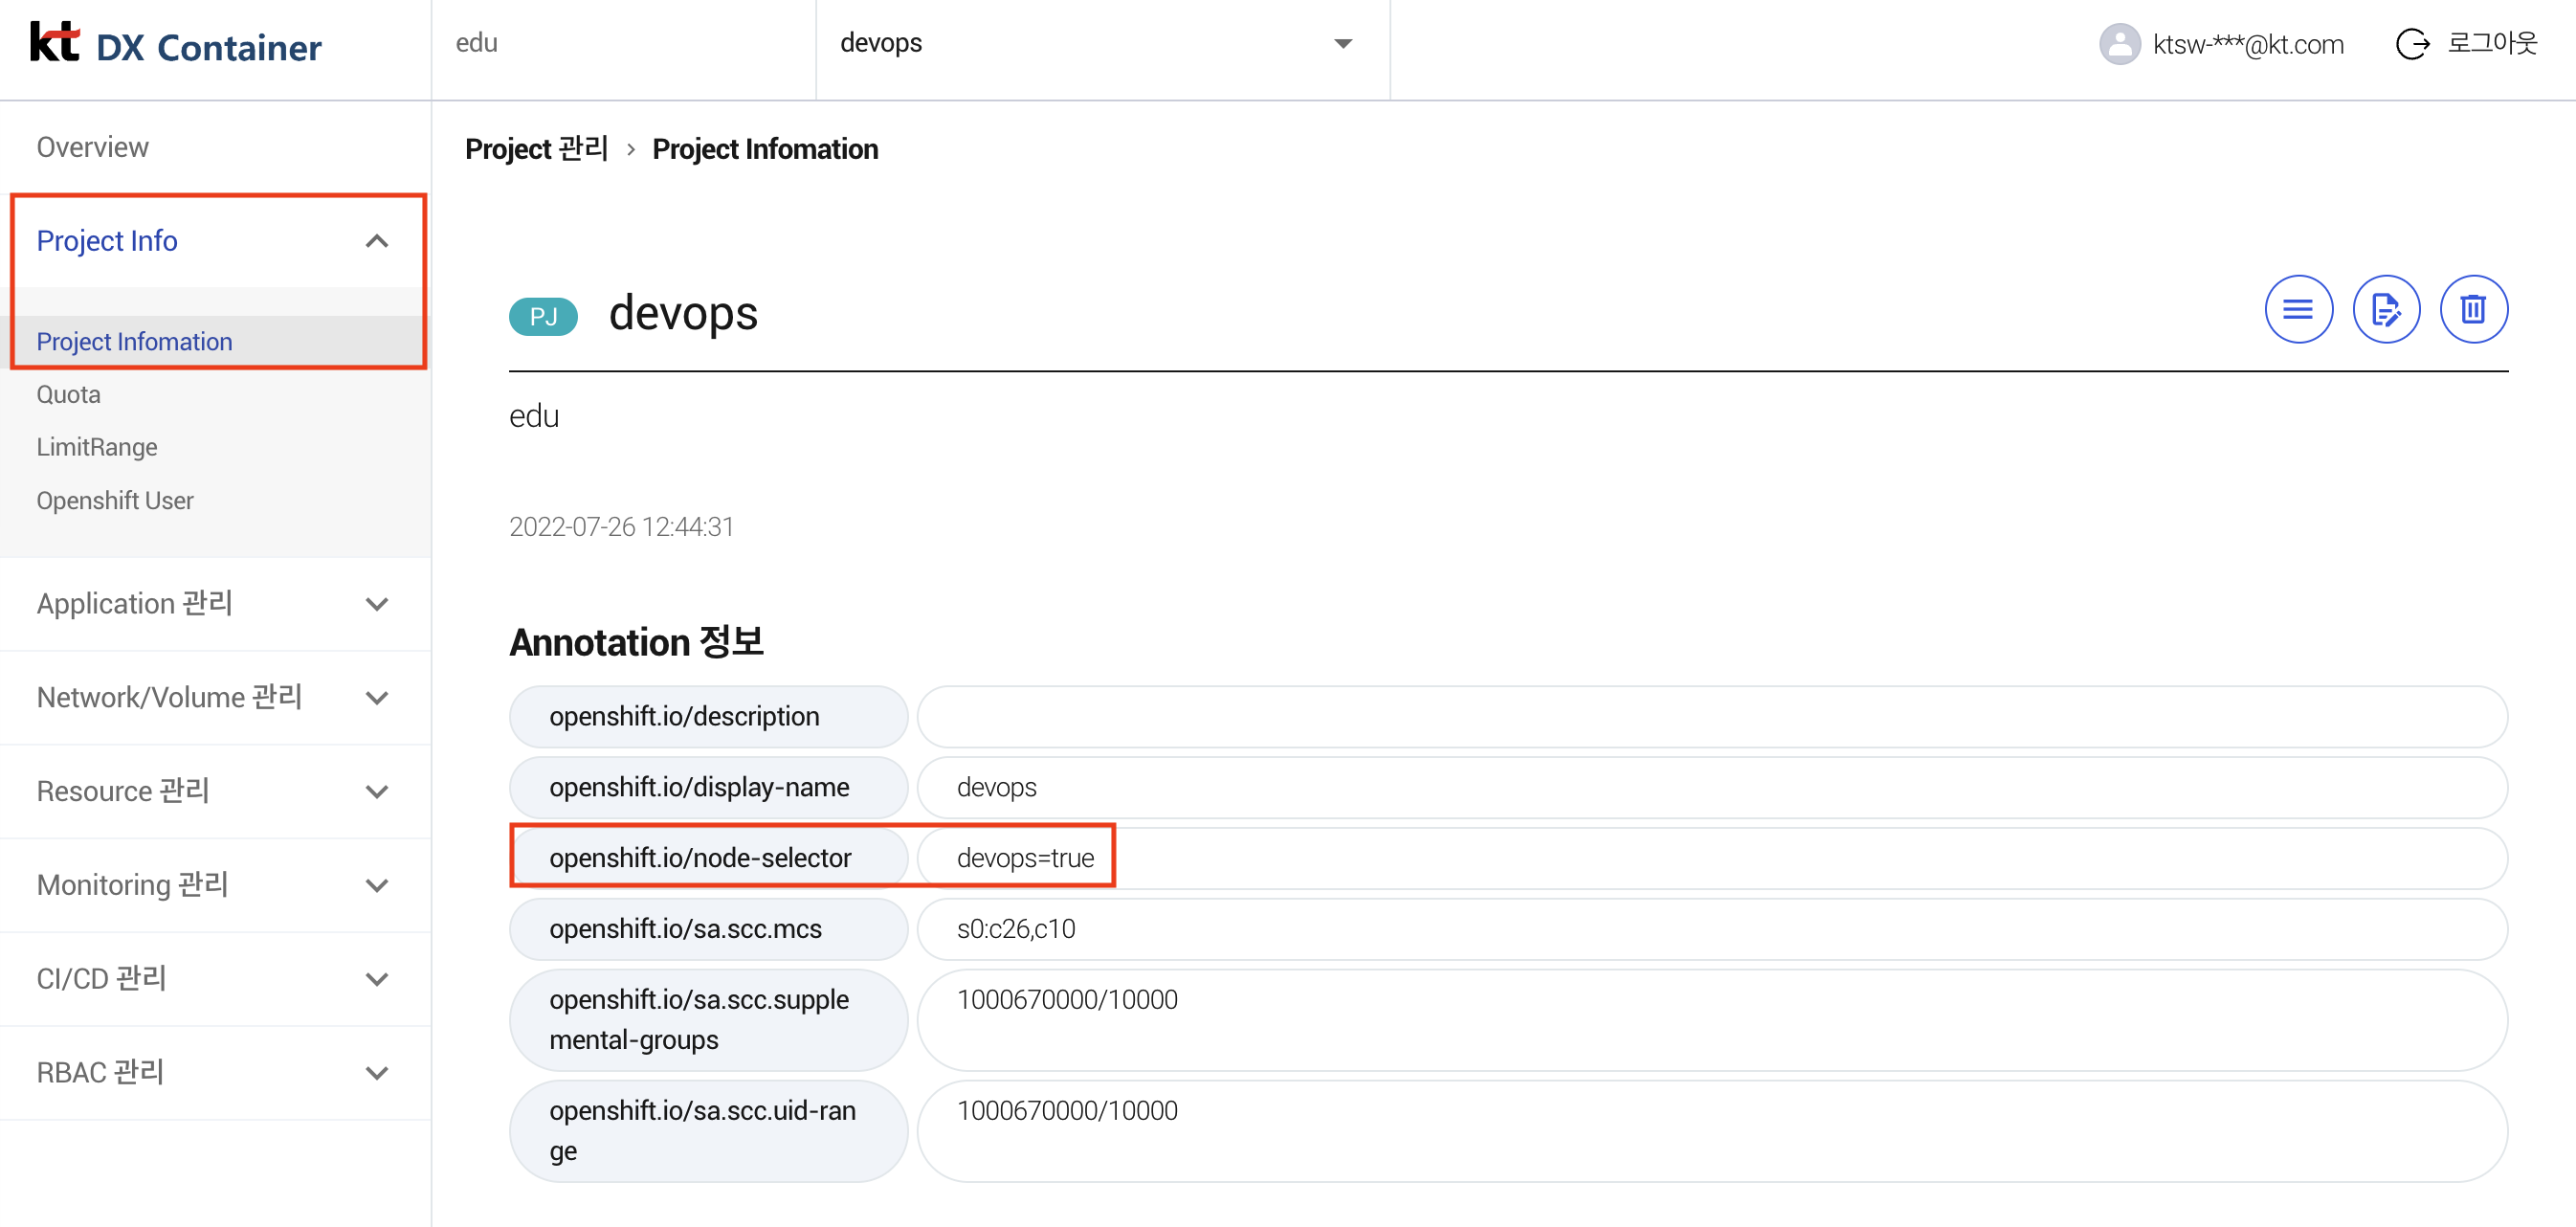 kt DX Container
edu
devops
ktsw-***@kt.com
로그아웃
Overview
Project Info
Project Infomation
Quota
LimitRange
Openshift User
Application 관리
Network/Volume 관리
Resource 관리
Monitoring 관리
CI/CD 관리
RBAC 관리
Project 관리 › Project Infomation
PJ devops
edu
2022-07-26 12:44:31
Annotation 정보
openshift.io/description
openshift.io/display-name devops
openshift.io/node-selector devops=true
openshift.io/sa.scc.mcs s0:c26,c10
openshift.io/sa.scc.supple 1000670000/10000
mental-groups
openshift.io/sa.scc.uid-ran 1000670000/10000
ge